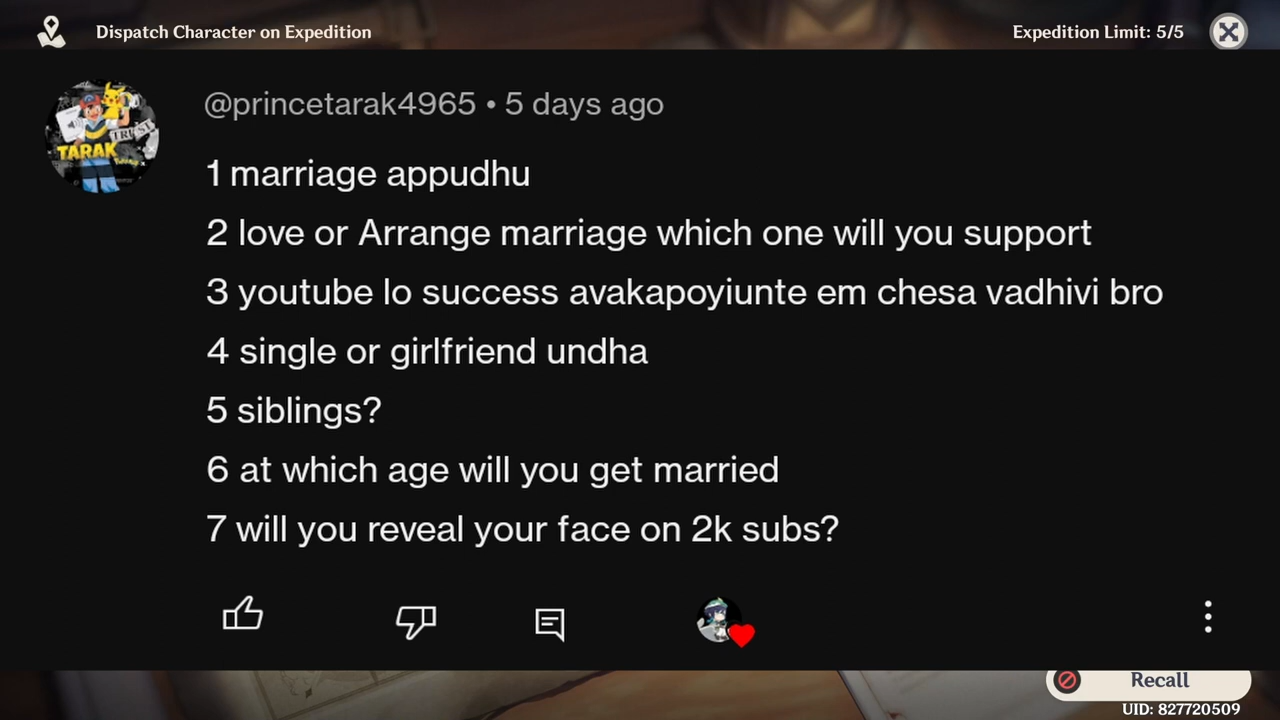 Dispatch Character on Expedition
Expedition Limit: 5/5
TRUST
TARAK
@princetarak4965 • 5 days ago
1 marriage appudhu
2 love or Arrange marriage which one will you support
3 youtube lo success avakapoyiunte em chesa vadhivi bro
4 single or girlfriend undha
5 siblings?
6 at which age will you get married
7 will you reveal your face on 2k subs?
Recall
UID: 827720509